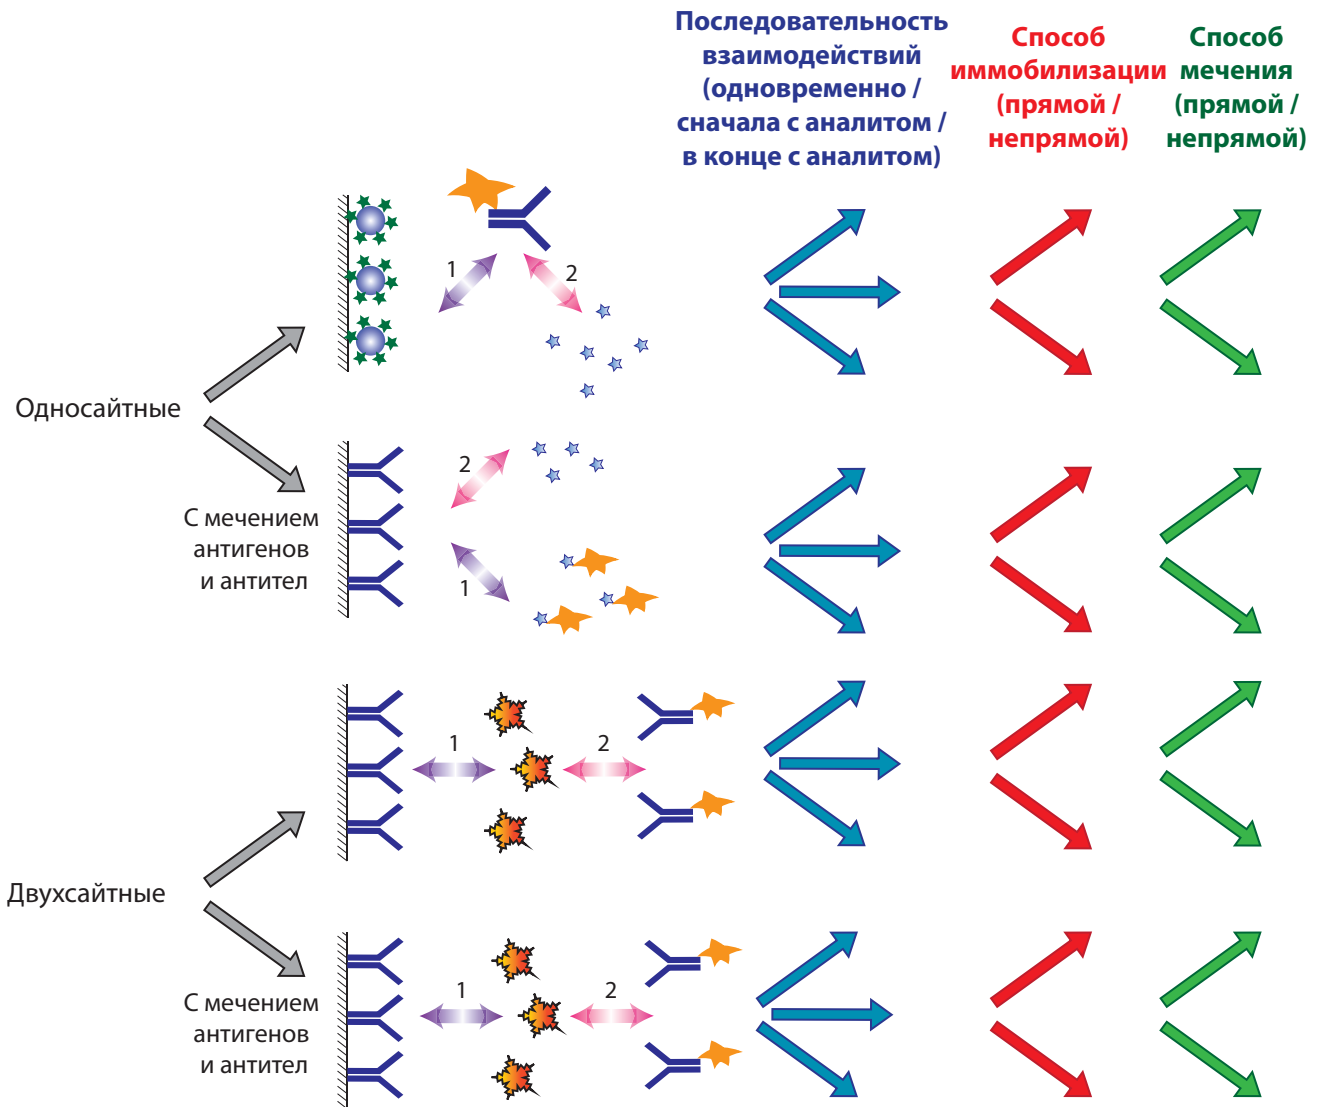 Последовательность
взаимодействий
(одновременно /
сначала с аналитом /
в конце с аналитом)
Способ
иммобилизации
(прямой /
непрямой)
Способ
мечения
(прямой /
непрямой)
1
2
Односайтные
2
С мечением
антигенов
и антител
1
1
2
Двухсайтные
С мечением
антигенов
и антител
1
2